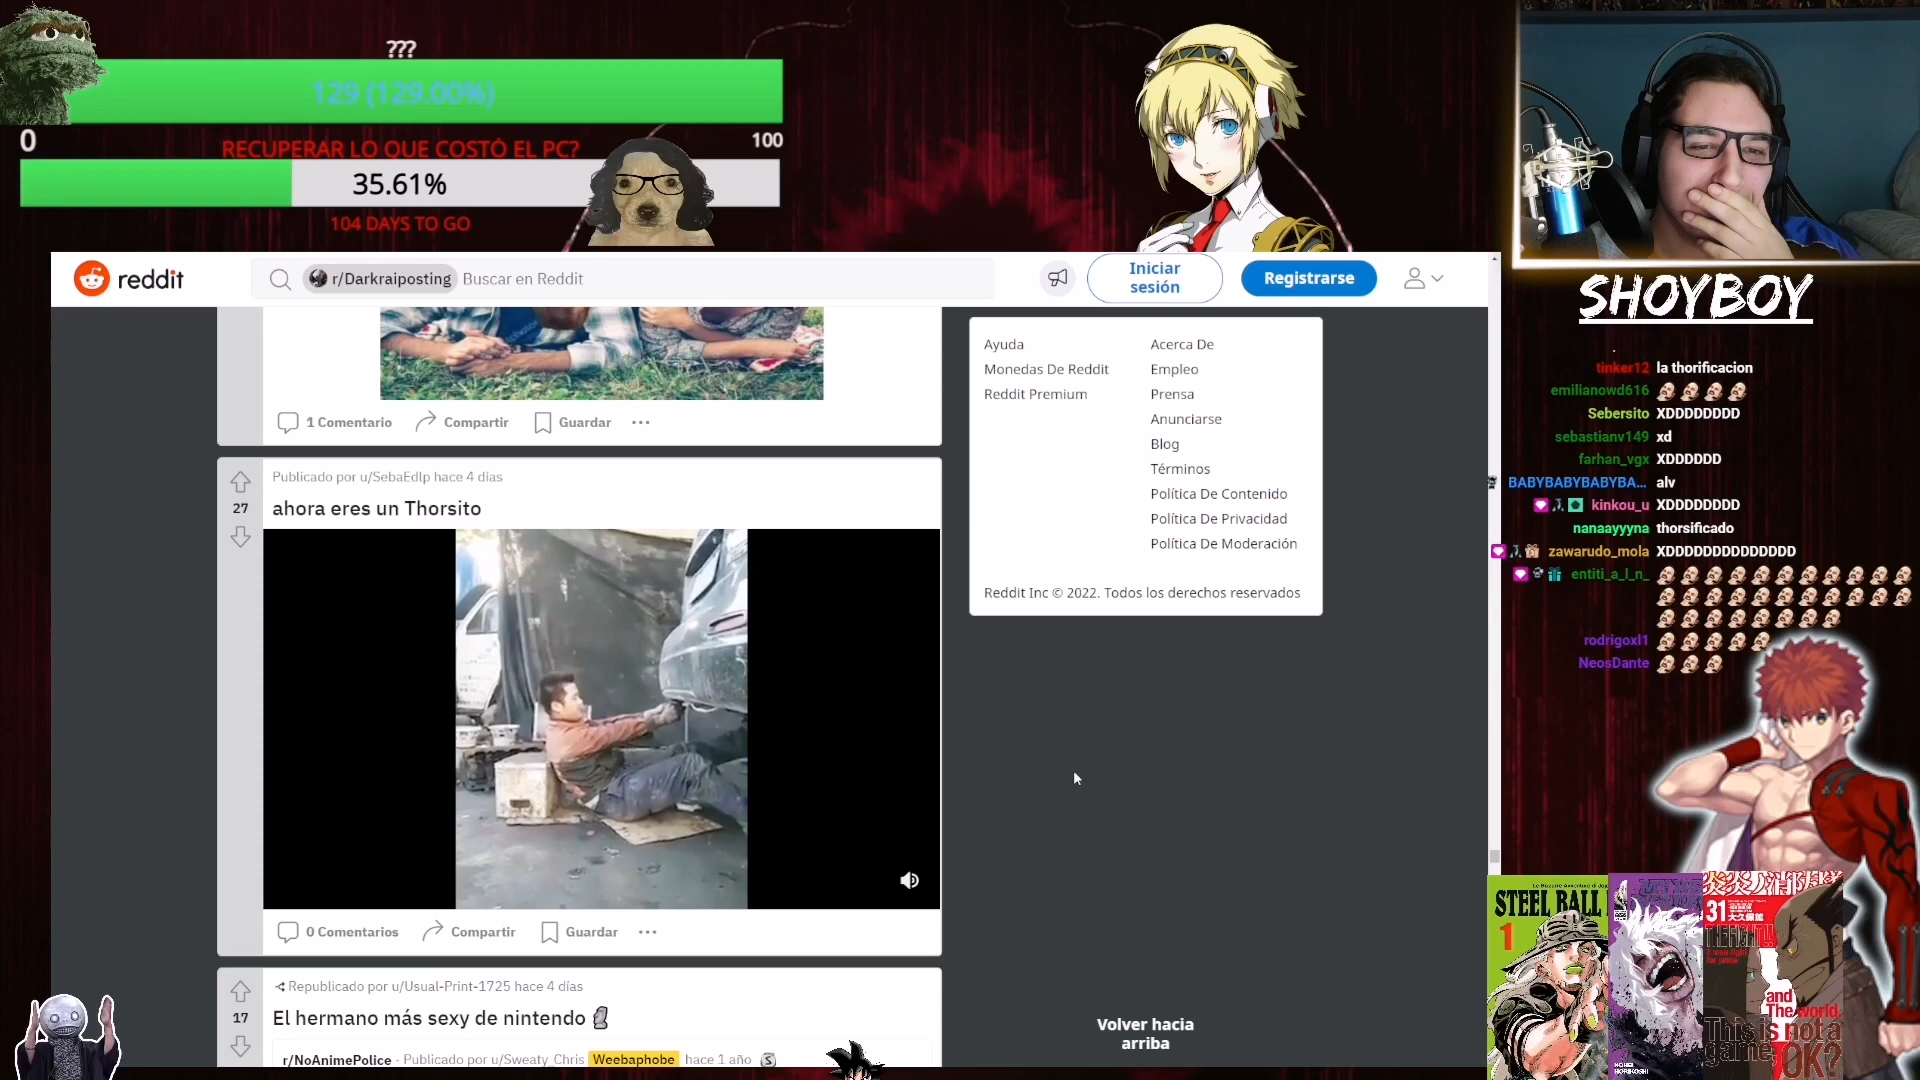 ???
129 (129.00%)
0
100
RECUPERAR LO QUE COSTÓ EL PC?
35.61%
104 DAYS TO GO
reddit
r/Darkraiposting
Buscar en Reddit
Iniciar sesión
Registrarse
1 Comentario
Compartir
Guardar
Publicado por u/SebaEdlp hace 4 días
27
ahora eres un Thorsito
0 Comentarios
Compartir
Guardar
Republicado por u/Usual-Print-1725 hace 4 días
17
El hermano más sexy de nintendo
r/NoAnimePolice · Publicado por u/Sweaty_Chris Weebaphobe hace 1 año
Ayuda
Monedas De Reddit
Reddit Premium
Acerca De
Empleo
Prensa
Anunciarse
Blog
Términos
Política De Contenido
Política De Privacidad
Política De Moderación
Reddit Inc © 2022. Todos los derechos reservados
Volver hacia
arriba
SHOYBOY
tinker12 la thorificacion
emilianowd616
Sebersito XDDDDDDDD
sebastianv149 xd
farhan_vgx XDDDDDD
BABYBABYBABYBA... alv
kinkou_u XDDDDDDDD
nanaayyyna thorsificado
zawarudo_mola XDDDDDDDDDDDDDD
entiti_a_l_n_
rodrigoxl1
NeosDante
STEEL BALL
1
31
THE FIGHT!!
and
The world,
This is not a
game, OK?